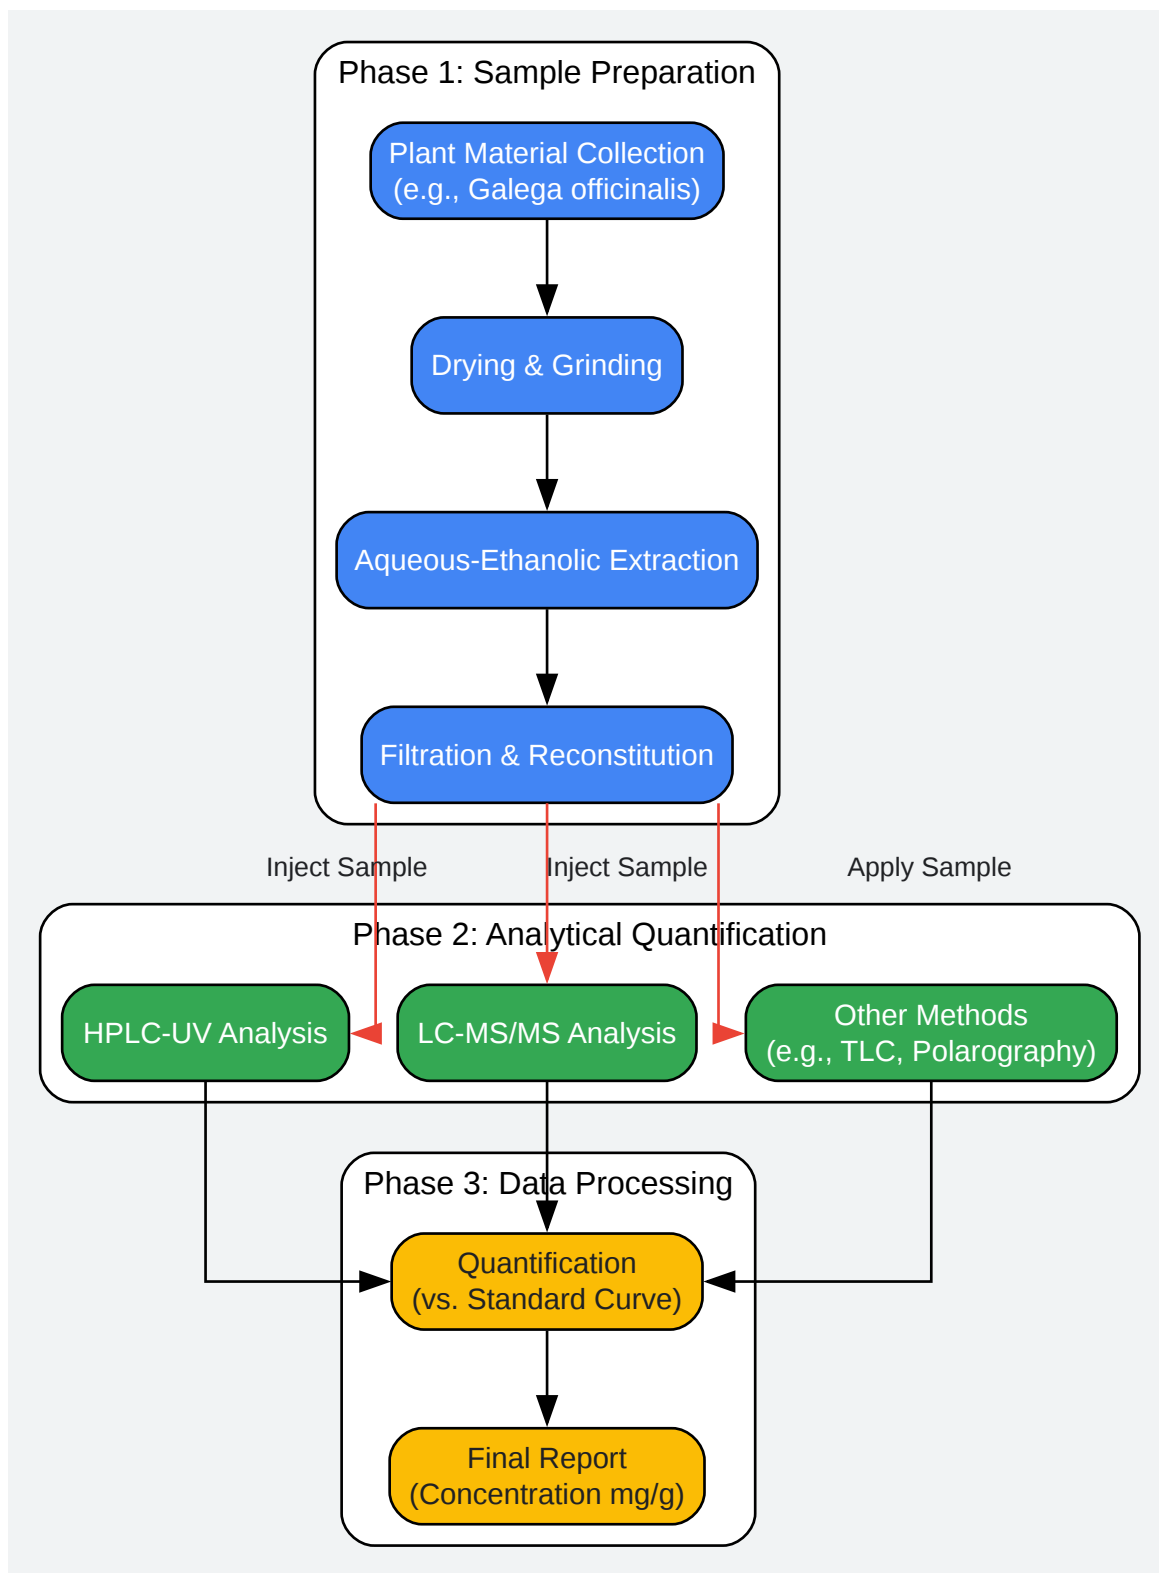 Phase 1: Sample Preparation
Plant Material Collection
(e.g., Galega officinalis)
Drying & Grinding
Aqueous-Ethanolic Extraction
Filtration & Reconstitution
Inject Sample
Inject Sample
Apply Sample
Phase 2: Analytical Quantification
HPLC-UV Analysis
LC-MS/MS Analysis
Other Methods
(e.g., TLC, Polarography)
Phase 3: Data Processing
Quantification
(vs. Standard Curve)
Final Report
(Concentration mg/g)